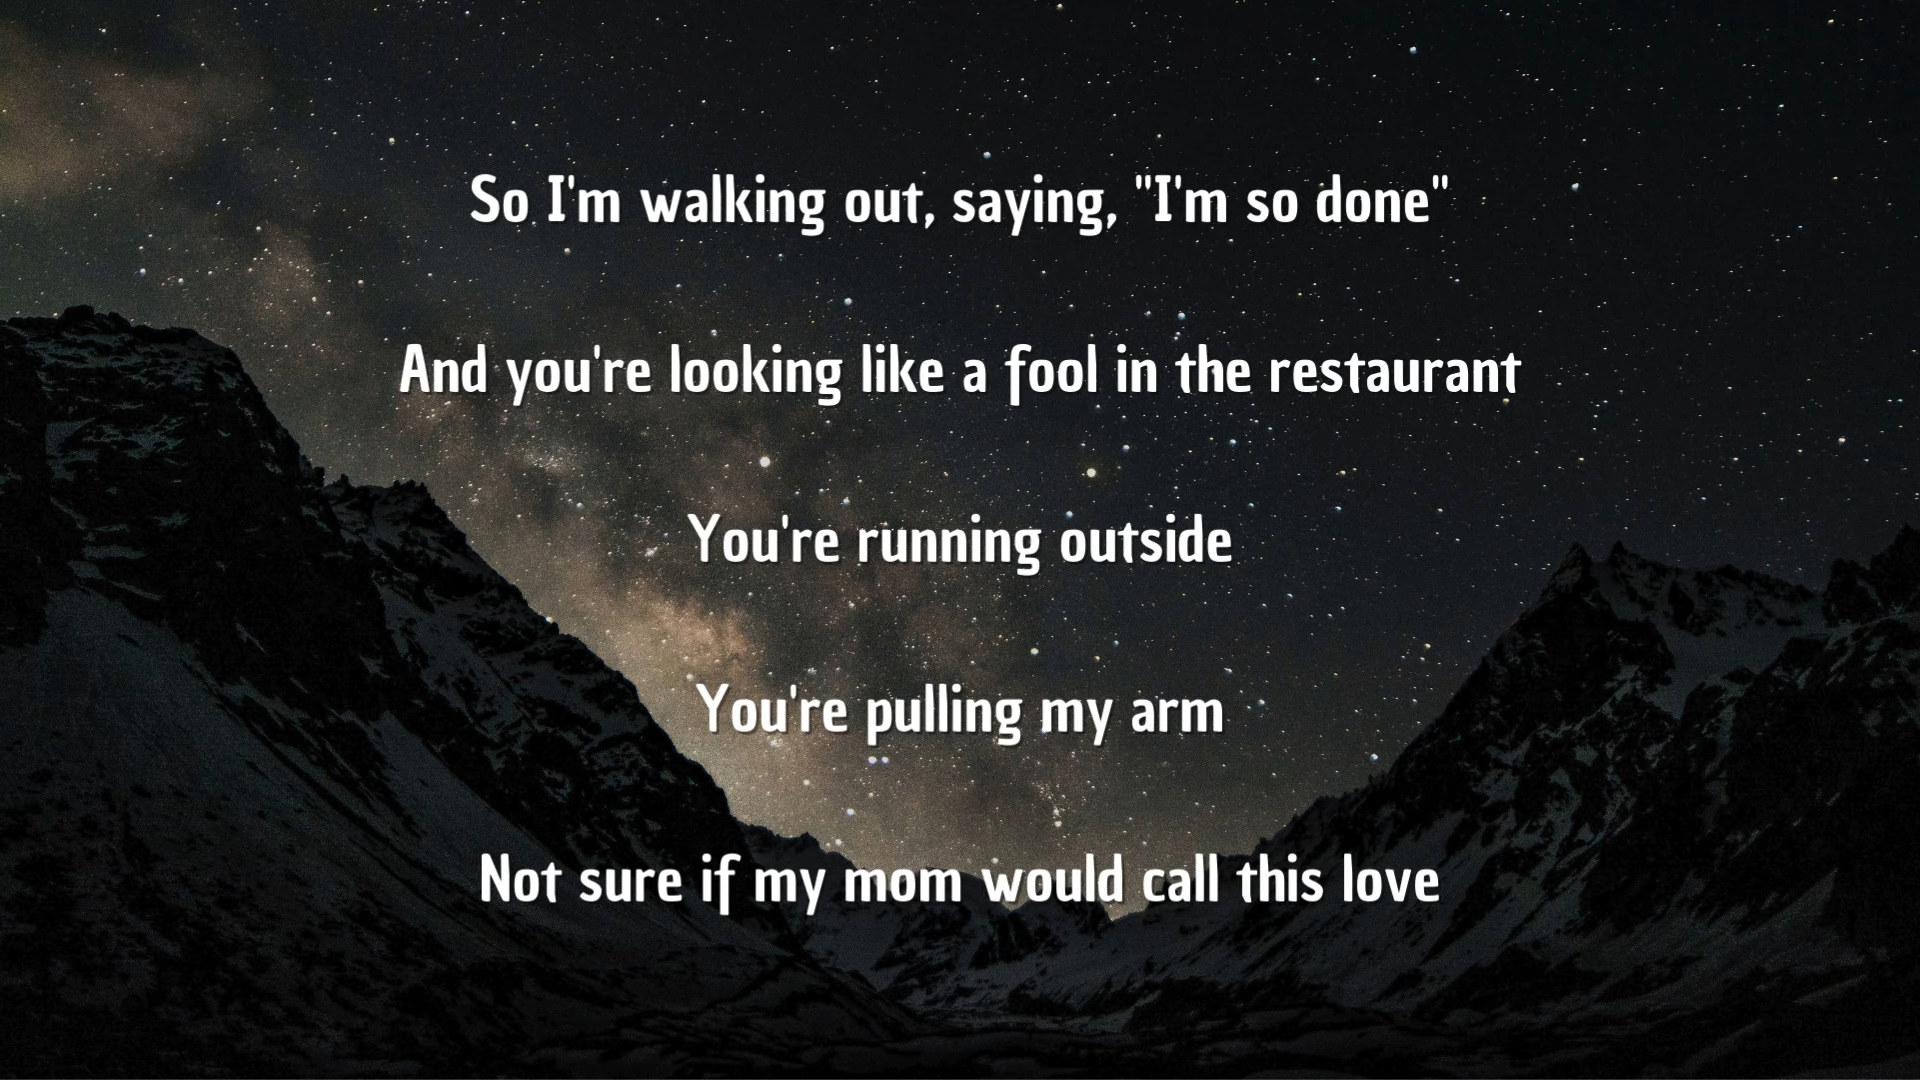 So I'm walking out, saying, "I'm so done"
And you're looking like a fool in the restaurant
You're running outside
You're pulling my arm
Not sure if my mom would call this love